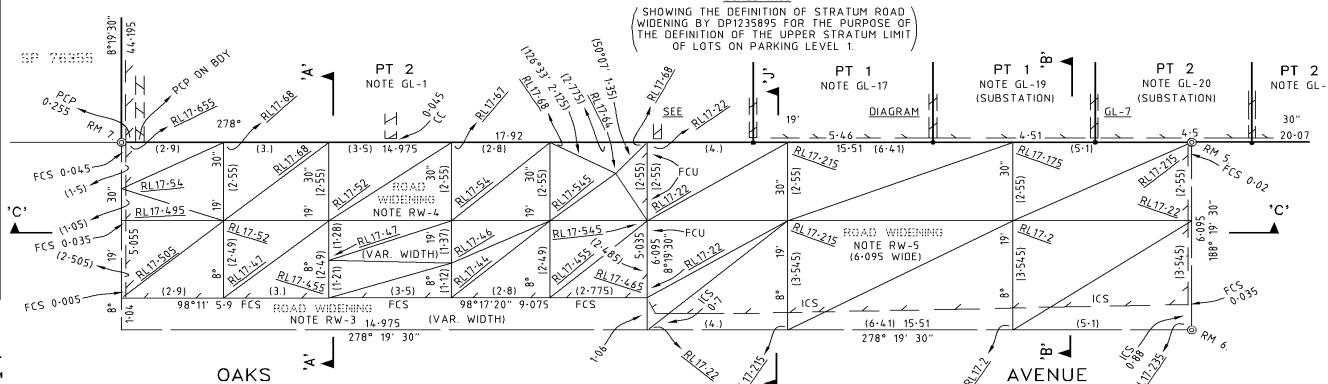 SHOWING THE DEFINITION OF STRATUM ROAD
WIDENING BY DP1235895 FOR THE PURPOSE OF
THE DEFINITION OF THE UPPER STRATUM LIMIT
OF LOTS ON PARKING LEVEL 1.
8°19'30"
44·195
SP 76355
PCP ON BOY
PCP
0·255
RM 7
RL17·655
278°
RL17·68
'A'
PT 2
NOTE GL-1
0·045
CC
RL17·67
17·92
(126°33' 2·125)
RL17·68
(2·775)
RL17·64
(50°07' 1·35)
RL17·68
SEE
RL17·22
'J'
19'
PT 1
NOTE GL-17
DIAGRAM
'B'
PT 1
NOTE GL-19
(SUBSTATION)
GL-7
PT 2
NOTE GL-20
(SUBSTATION)
PT 2
NOTE GL-
30"
20·07
(2·9)
(3.)
(3·5)
14·975
(2·8)
(4.)
5·46
15·51
(6·41)
4·51
(5·1)
4·5
RM 5
FCS 0·02
FCS 0·045
(1·5)
30"
RL17·54
RL17·495
(1·05)
FCS 0·035
(2·505)
19'
5·055
RL17·505
FCS 0·005
8°
1·04
30"
(2·55)
19'
RL17·68
30"
(2·55)
19'
RL17·52
ROAD
WIDENING
NOTE RW-4
30"
(2·55)
RL17·54
30"
(2·55)
RL17·545
(2·55)
(2·55)
FCU
RL17·22
RL17·215
30"
(2·55)
RL17·175
30"
(2·55)
RL17·215
(2·55)
RL17·22
30"
6·095
188° 19' 30"
'C'
'C'
RL17·52
(2·49)
8°
RL17·47
(1·28)
(2·49)
8°
(1·21)
RL17·455
RL17·47
(VAR. WIDTH)
19'
(1·37)
RL17·46
RL17·44
8°
(1·12)
19'
(2·49)
8°
RL17·545
RL17·455
(2·485)
RL17·465
5·035
6·095
8°19'30"
FCU
RL17·22
RL17·215
19'
(3·545)
8°
ROAD WIDENING
NOTE RW-5
(6·095 WIDE)
RL17·2
19'
(3·545)
8°
(3·545)
FCS
0·035
(2·9)
98°11' 5·9
(3.)
FCS
(3·5)
FCS
(2·8)
98°17'20" 9·075
(2·775)
FCS
ROAD WIDENING
NOTE RW-3
14·975
(VAR. WIDTH)
278° 19' 30"
ICS
0·7
ICS
ICS
(4.)
(6·41) 15·51
278° 19' 30"
(5·1)
1·06
RL17·22
RL17·215
RL17·2
ICS
0·88
RL17·235
RM 6.
'A'
'B'
OAKS
AVENUE